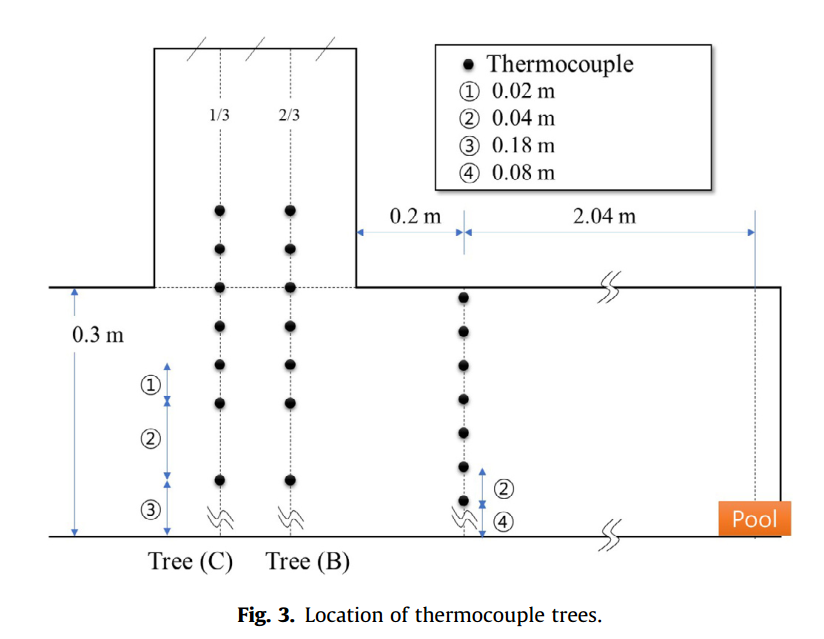 Thermocouple
① 0.02 m
② 0.04 m
③ 0.18 m
④ 0.08 m
1/3
2/3
0.2 m
2.04 m
0.3 m
①
②
③
②
④
Pool
Tree (C)
Tree (B)
Fig. 3. Location of thermocouple trees.